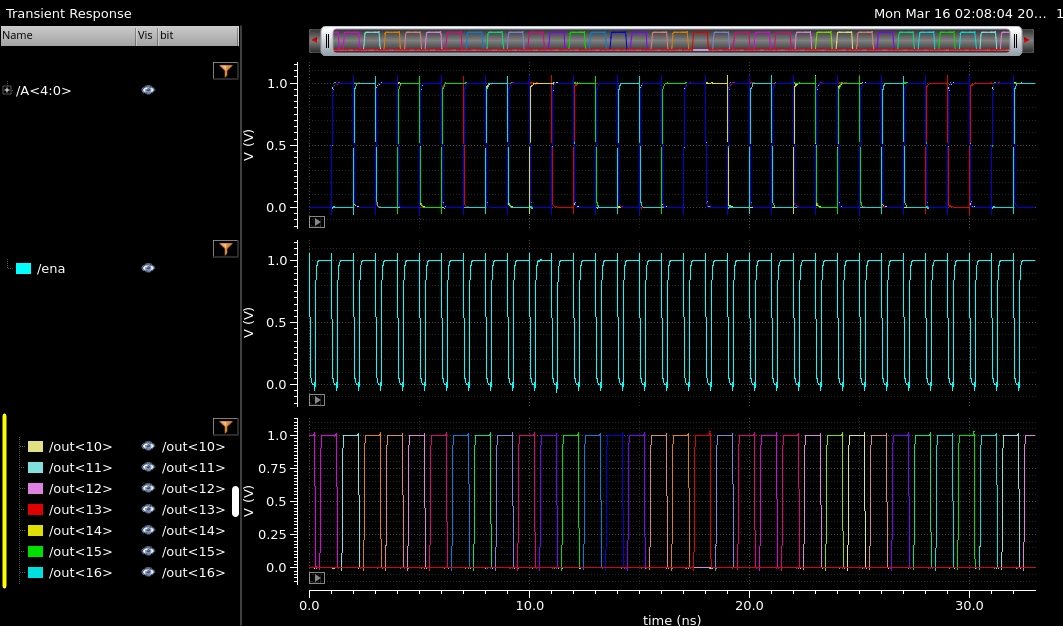 Transient Response Mon Mar 16 02:08:04 20... 1
Name Vis bit
/A<4:0>
V (V)
1.0
0.5
0.0
/ena
V (V)
1.0
0.5
0.0
/out<10> /out<10>
/out<11> /out<11>
/out<12> /out<12>
/out<13> /out<13>
/out<14> /out<14>
/out<15> /out<15>
/out<16> /out<16>
V (V)
1.0
0.75
0.5
0.25
0.0
0.0 10.0 20.0 30.0
time (ns)